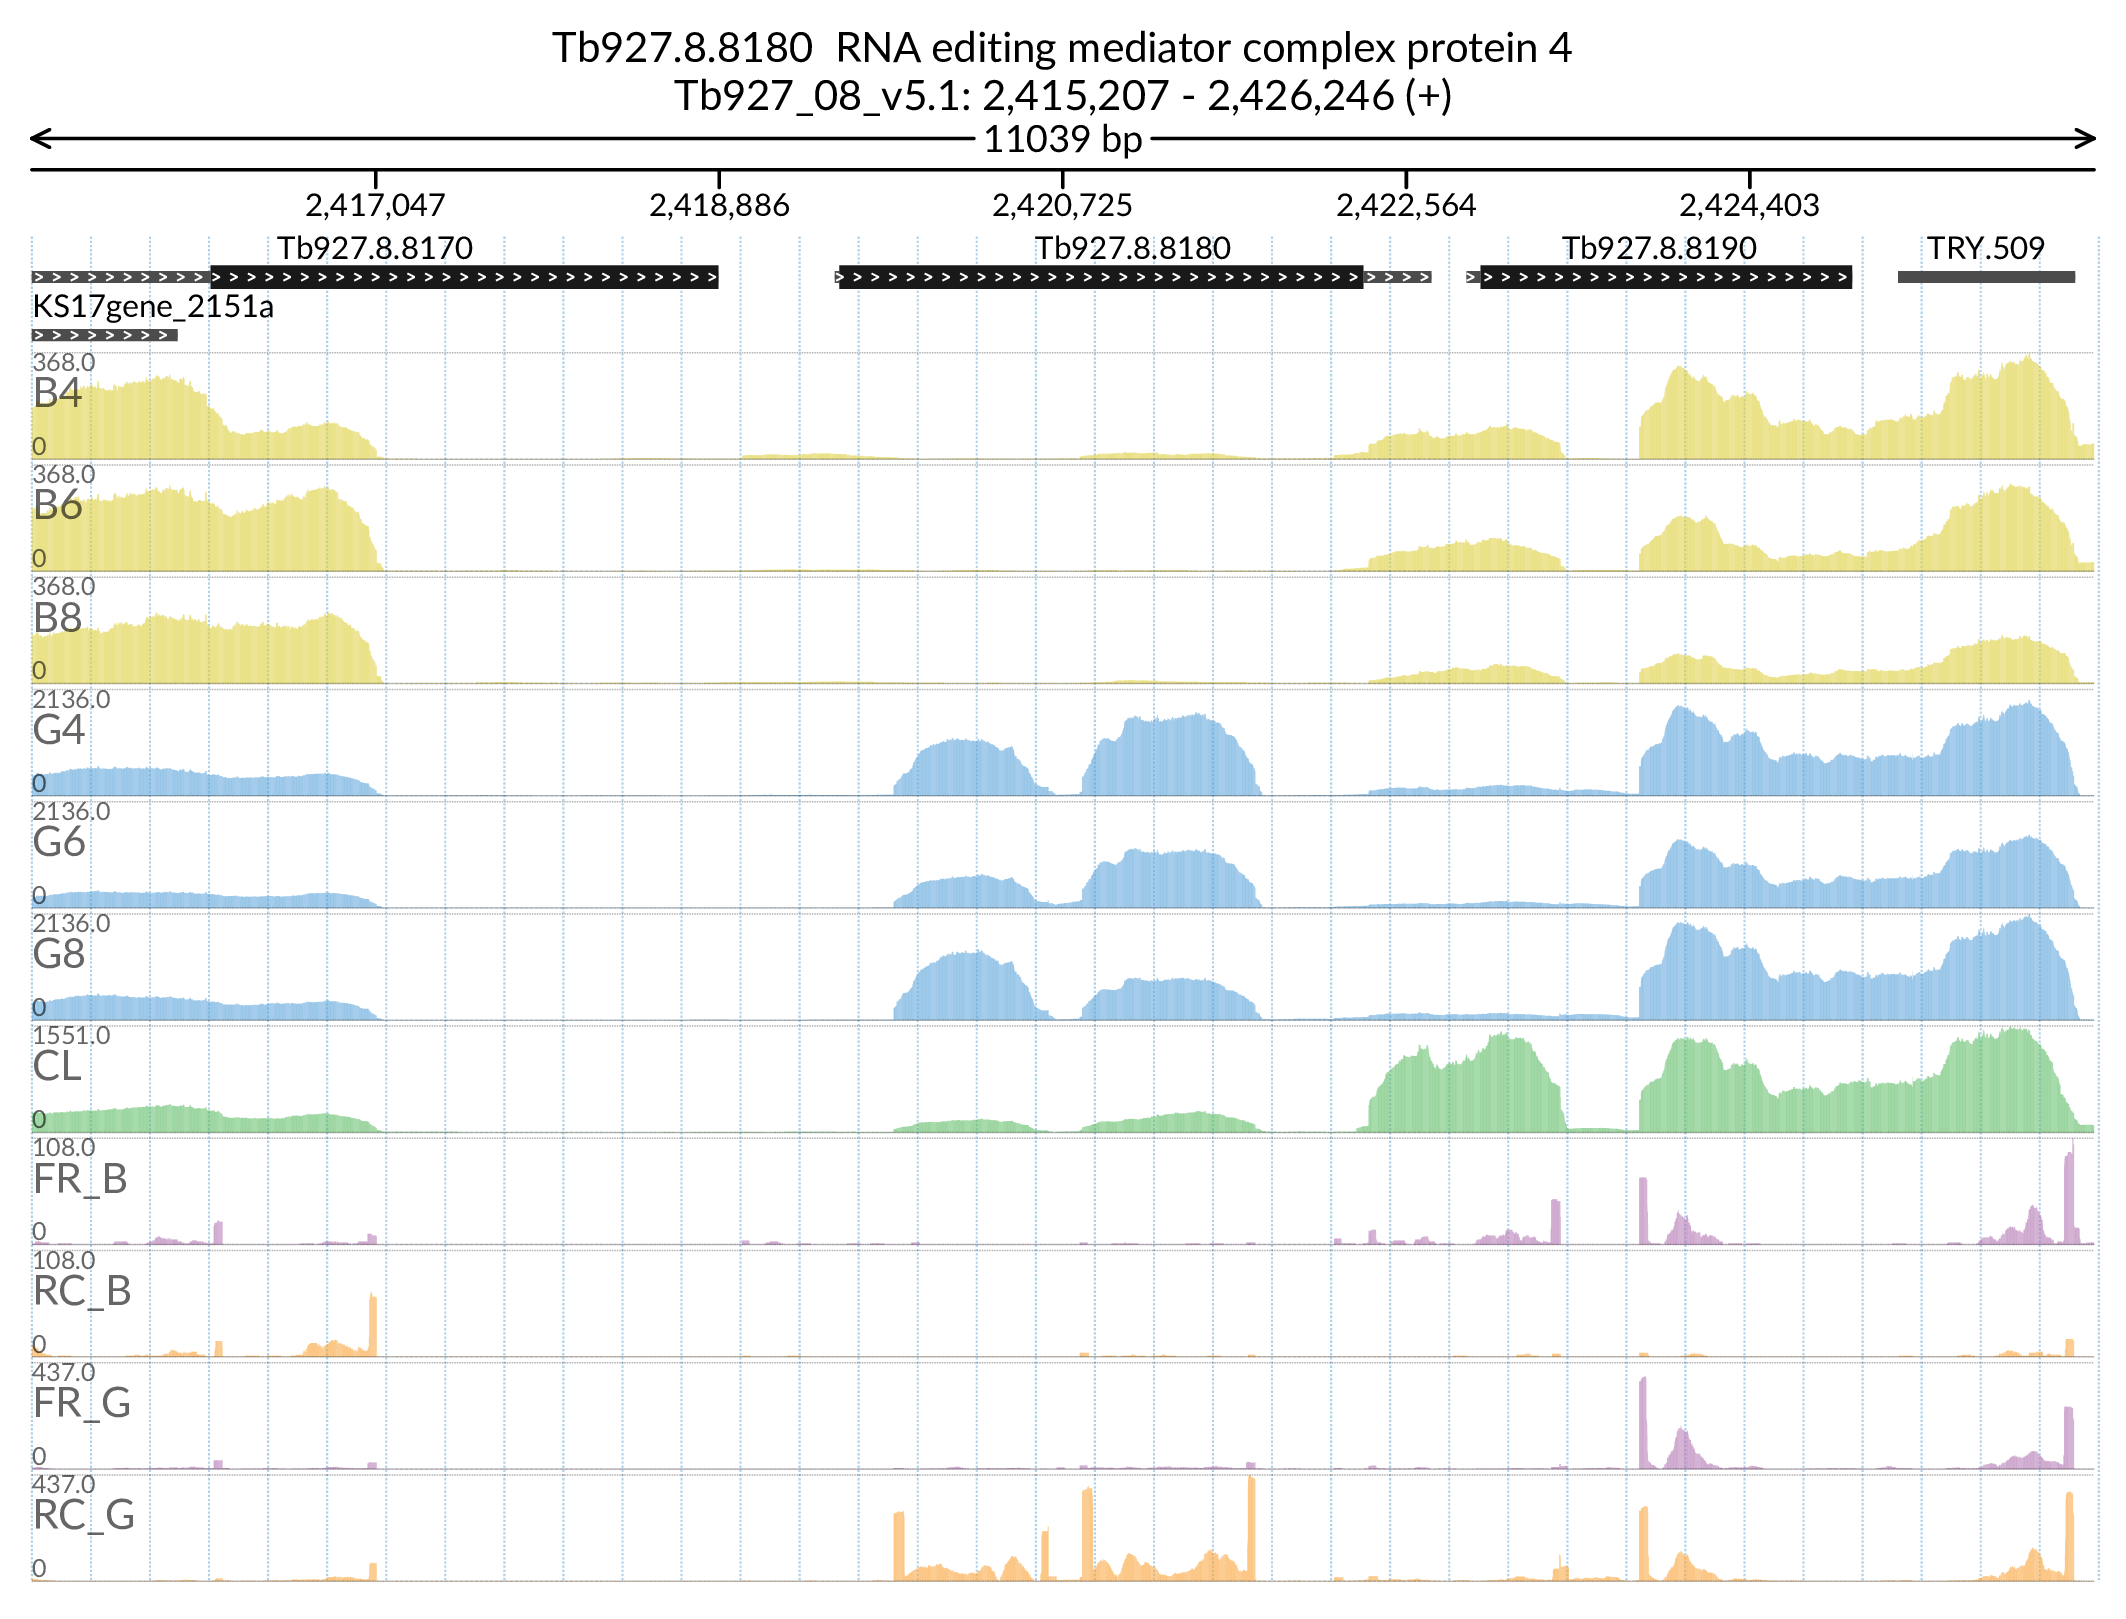 Tb927.8.8180  RNA editing mediator complex protein 4
Tb927_08_v5.1: 2,415,207 - 2,426,246 (+)
11039 bp
2,417,047 2,418,886 2,420,725 2,422,564 2,424,403
Tb927.8.8170 Tb927.8.8180 Tb927.8.8190 TRY.509
KS17gene_2151a
368.0
B4
0
368.0
B6
0
368.0
B8
0
2136.0
G4
0
2136.0
G6
0
2136.0
G8
0
1551.0
CL
0
108.0
FR_B
0
108.0
RC_B
0
437.0
FR_G
0
437.0
RC_G
0